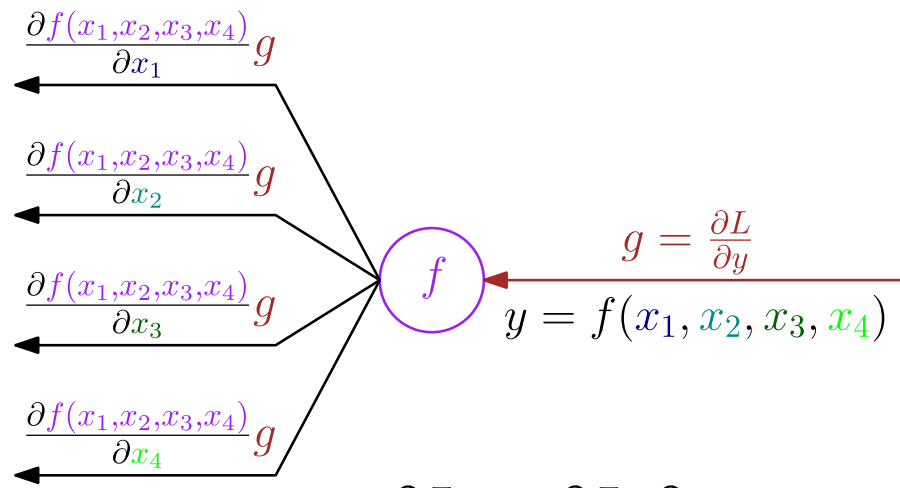 ∂f(x₁,x₂,x₃,x₄)/∂x₁ g
∂f(x₁,x₂,x₃,x₄)/∂x₂ g
∂f(x₁,x₂,x₃,x₄)/∂x₃ g
∂f(x₁,x₂,x₃,x₄)/∂x₄ g
f
g = ∂L/∂y
y = f(x₁, x₂, x₃, x₄)